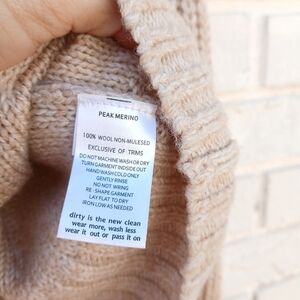 PEAK MERINO
100% WOOL NON-MULESED
EXCLUSIVE OF TRIMS
DO NOT MACHINE WASH OR DRY
TURN GARMENT INDSIDE OUT
HAND WASH COLD ONLY
GENTLY RINSE
NO NOT WRING
RE-SHAPE GARMENT
LAY FLAT TO DRY
IRON LOW AS NEEDED
dirty is the new clean
wear more, wash less
wear it out or pass it on